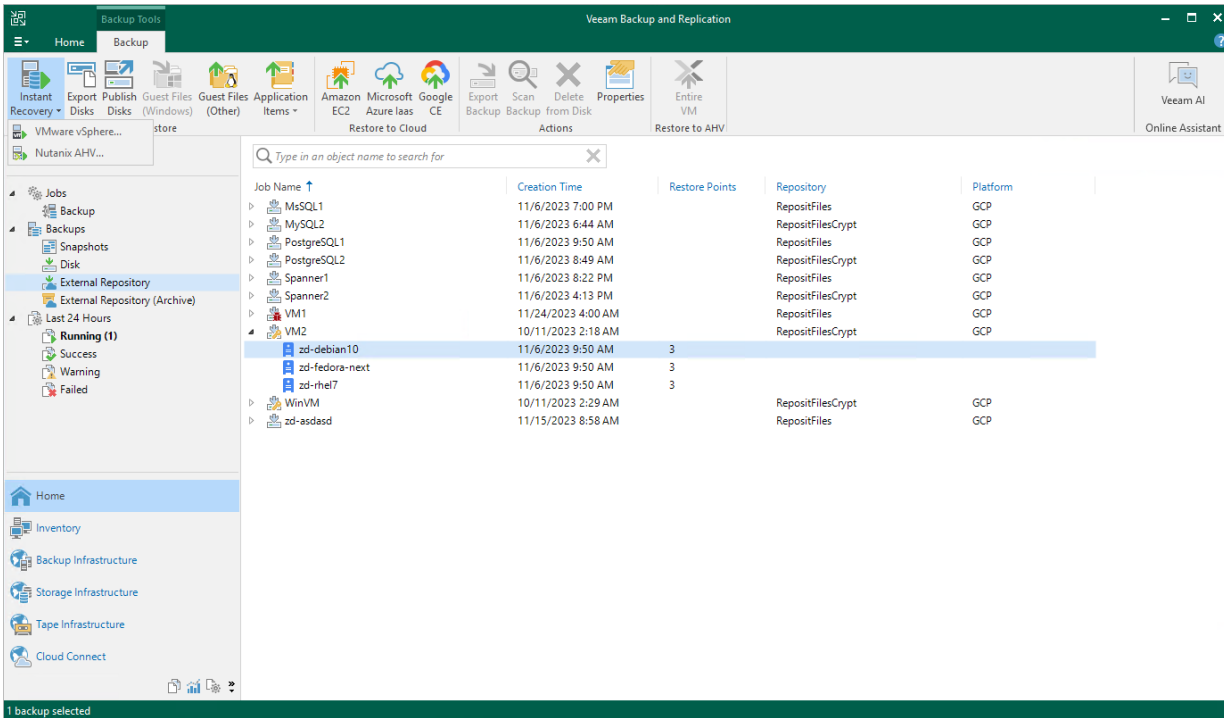 Backup Tools
Veeam Backup and Replication
Home Backup
Instant Recovery
Export Disks
Publish Disks
Guest Files (Windows)
Guest Files (Other)
Application Items
Amazon EC2
Microsoft Azure Iaas
Google CE
Export Backup
Scan Backup
Delete from Disk
Properties
Entire VM
Veeam AI
store
Restore to Cloud
Actions
Restore to AHV
Online Assistant
VMware vSphere...
Nutanix AHV...
Type in an object name to search for
Jobs
Backup
Backups
Snapshots
Disk
External Repository
External Repository (Archive)
Last 24 Hours
Running (1)
Success
Warning
Failed
Job Name Creation Time Restore Points Repository Platform
MsSQL1 11/6/2023 7:00 PM RepositFiles GCP
MySQL2 11/6/2023 6:44 AM RepositFilesCrypt GCP
PostgreSQL1 11/6/2023 9:50 AM RepositFiles GCP
PostgreSQL2 11/6/2023 8:49 AM RepositFilesCrypt GCP
Spanner1 11/6/2023 8:22 PM RepositFiles GCP
Spanner2 11/6/2023 4:13 PM RepositFilesCrypt GCP
VM1 11/24/2023 4:00 AM RepositFiles GCP
VM2 10/11/2023 2:18 AM RepositFilesCrypt GCP
zd-debian10 11/6/2023 9:50 AM 3
zd-fedora-next 11/6/2023 9:50 AM 3
zd-rhel7 11/6/2023 9:50 AM 3
WinVM 10/11/2023 2:29 AM RepositFilesCrypt GCP
zd-asdasd 11/15/2023 8:58 AM RepositFiles GCP
Home
Inventory
Backup Infrastructure
Storage Infrastructure
Tape Infrastructure
Cloud Connect
1 backup selected